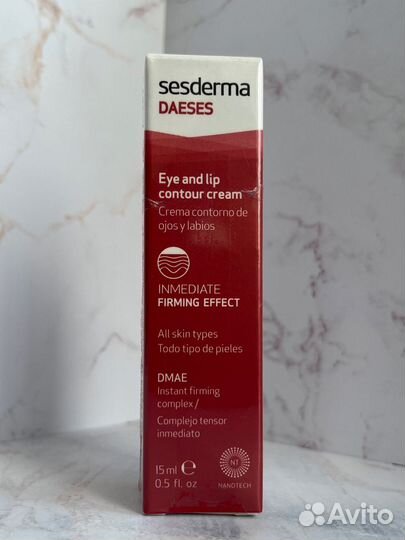 sesderma
DAESES
Eye and lip
contour cream
Crema contorno de
ojos y labios
INMEDIATE
FIRMING EFFECT
All skin types
Todo tipo de pieles
DMAE
Instant firming
complex /
Complejo tensor
inmediato
15 ml ℮
0.5 fl. oz
NT
NANOTECH
Avito